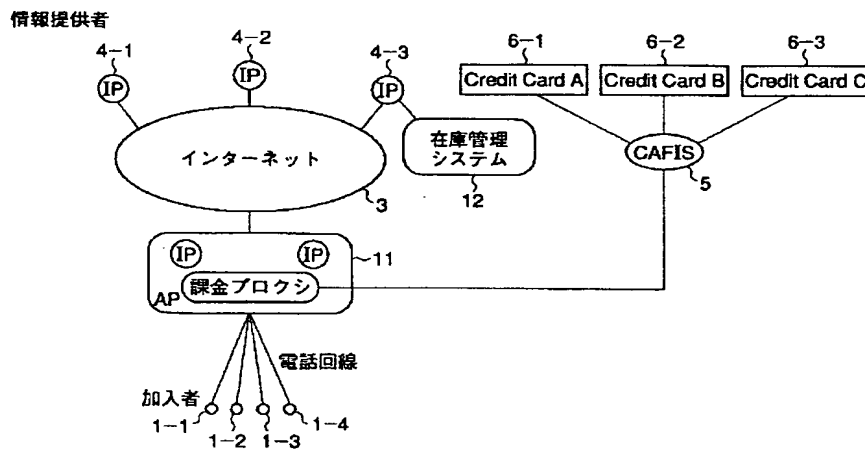 情報提供者
4-1
4-2
4-3
6-1
6-2
6-3
IP
IP
IP
Credit Card A
Credit Card B
Credit Card C
インターネット
在庫管理
システム
CAFIS
3
12
5
IP
IP
11
AP
課金プロクシ
電話回線
加入者
1-1
1-2
1-3
1-4